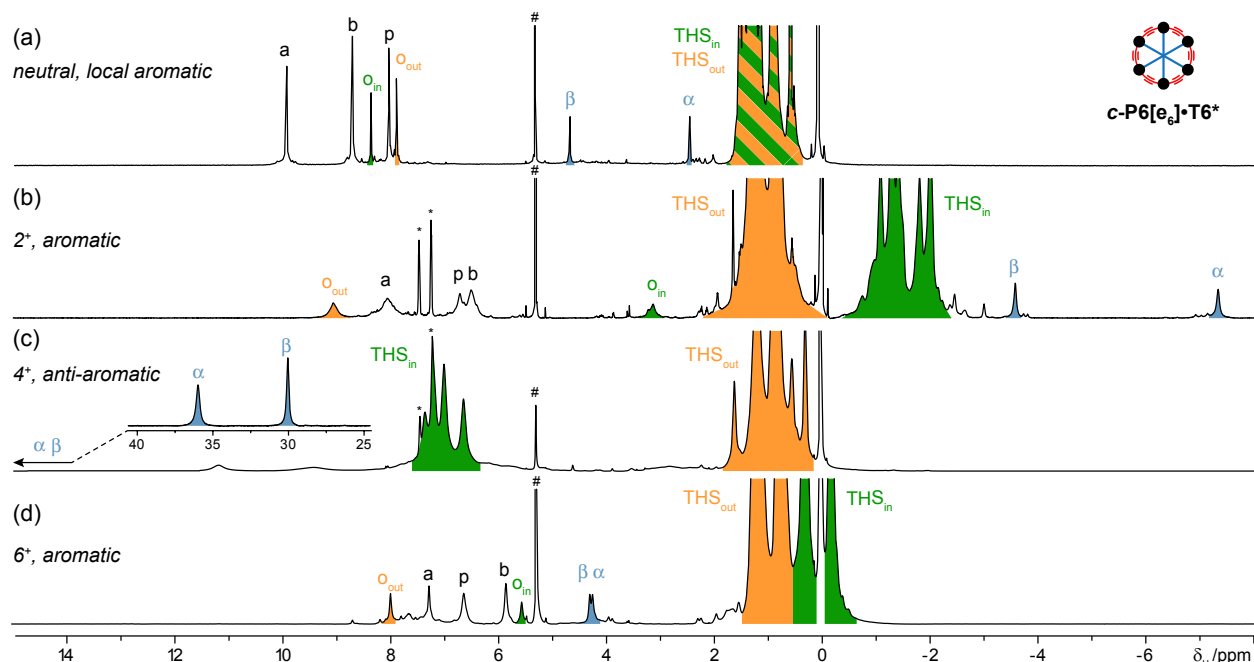 (a)
neutral, local aromatic
a
b
o_in
p
o_out
#
β
α
THS_in
THS_out
c-P6[e₆]•T6*
(b)
2⁺, aromatic
o_out
a
*
*
p b
#
o_in
THS_out
THS_in
β
α
(c)
4⁺, anti-aromatic
α
β
40 35 30 25
α β
THS_in
*
*
#
THS_out
(d)
6⁺, aromatic
o_out
a
p
b
o_in
#
β α
THS_out
THS_in
14 12 10 8 6 4 2 0 -2 -4 -6 /ppm